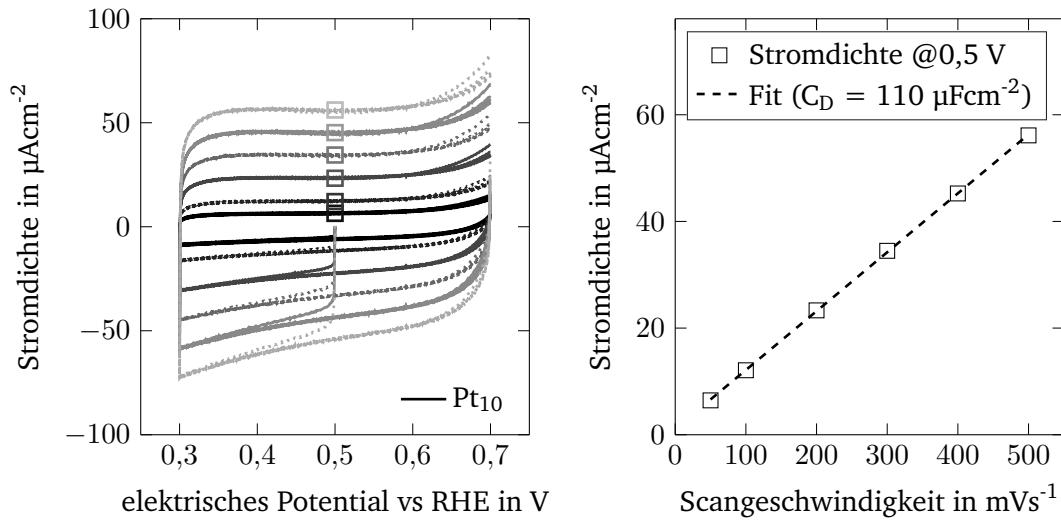 Stromdichte in µAcm-2
100
50
0
−50
−100
0,3
0,4
0,5
0,6
0,7
elektrisches Potential vs RHE in V
Pt10
Stromdichte in µAcm-2
60
40
20
0
0
100
200
300
400
500
Scangeschwindigkeit in mVs-1
Stromdichte @0,5 V
Fit (CD = 110 µFcm-2)